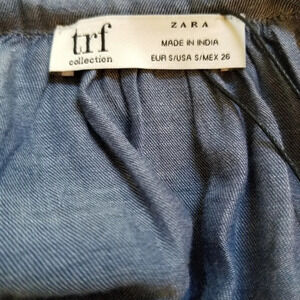 trf
collection
ZARA
MADE IN INDIA
EUR S/USA S/MEX 26